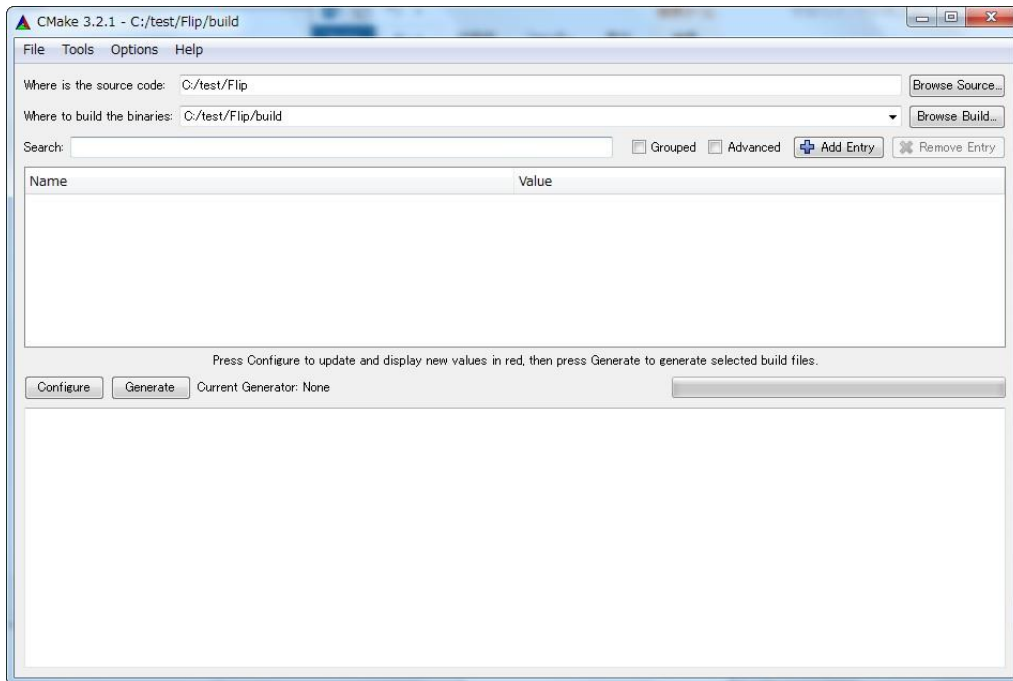 CMake 3.2.1 - C:/test/Flip/build
File Tools Options Help
Where is the source code: C:/test/Flip Browse Source...
Where to build the binaries: C:/test/Flip/build Browse Build...
Search: Grouped Advanced Add Entry Remove Entry
Name Value
Press Configure to update and display new values in red, then press Generate to generate selected build files.
Configure Generate Current Generator: None